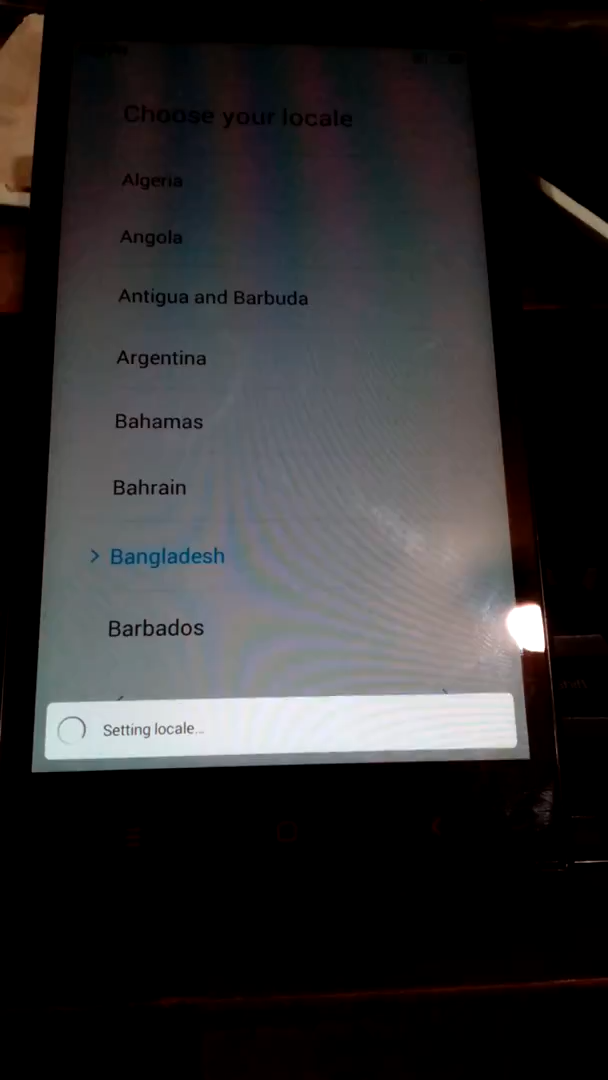 Choose your locale
Algeria
Angola
Antigua and Barbuda
Argentina
Bahamas
Bahrain
Bangladesh
Barbados
Setting locale...